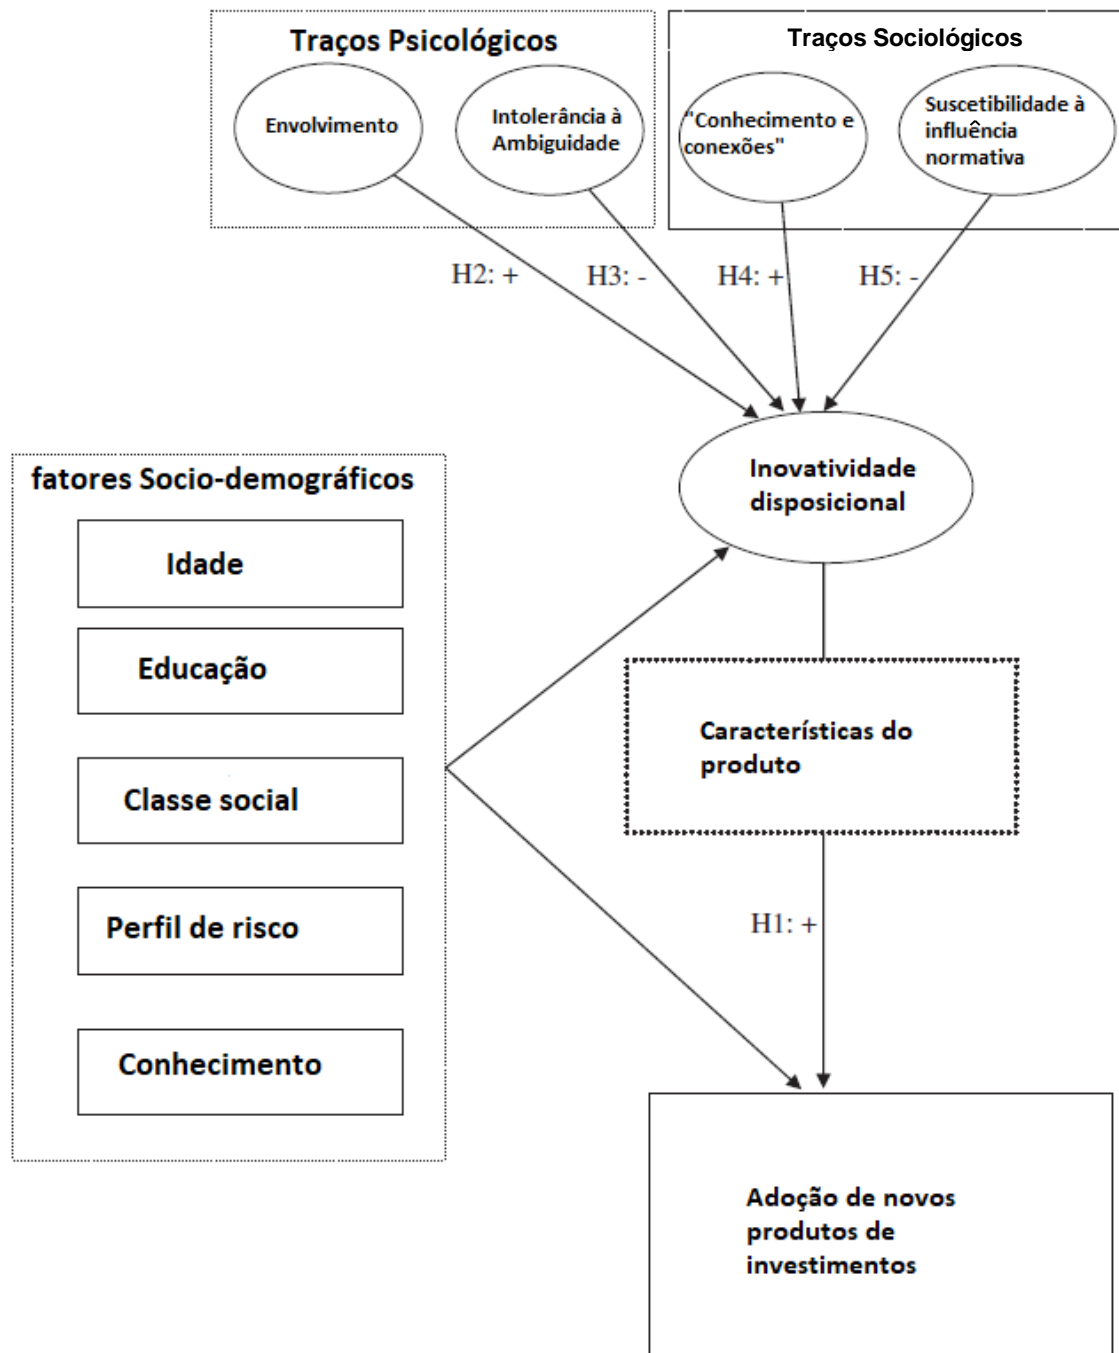 Traços Psicológicos
Traços Sociológicos
Envolvimento
Intolerância à
Ambiguidade
"Conhecimento e
conexões"
Suscetibilidade à
influência
normativa
H2: +
H3: -
H4: +
H5: -
Inovatividade
disposicional
fatores Socio-demográficos
Idade
Educação
Classe social
Perfil de risco
Conhecimento
Característísticas do
produto
H1: +
Adoção de novos
produtos de
investimentos